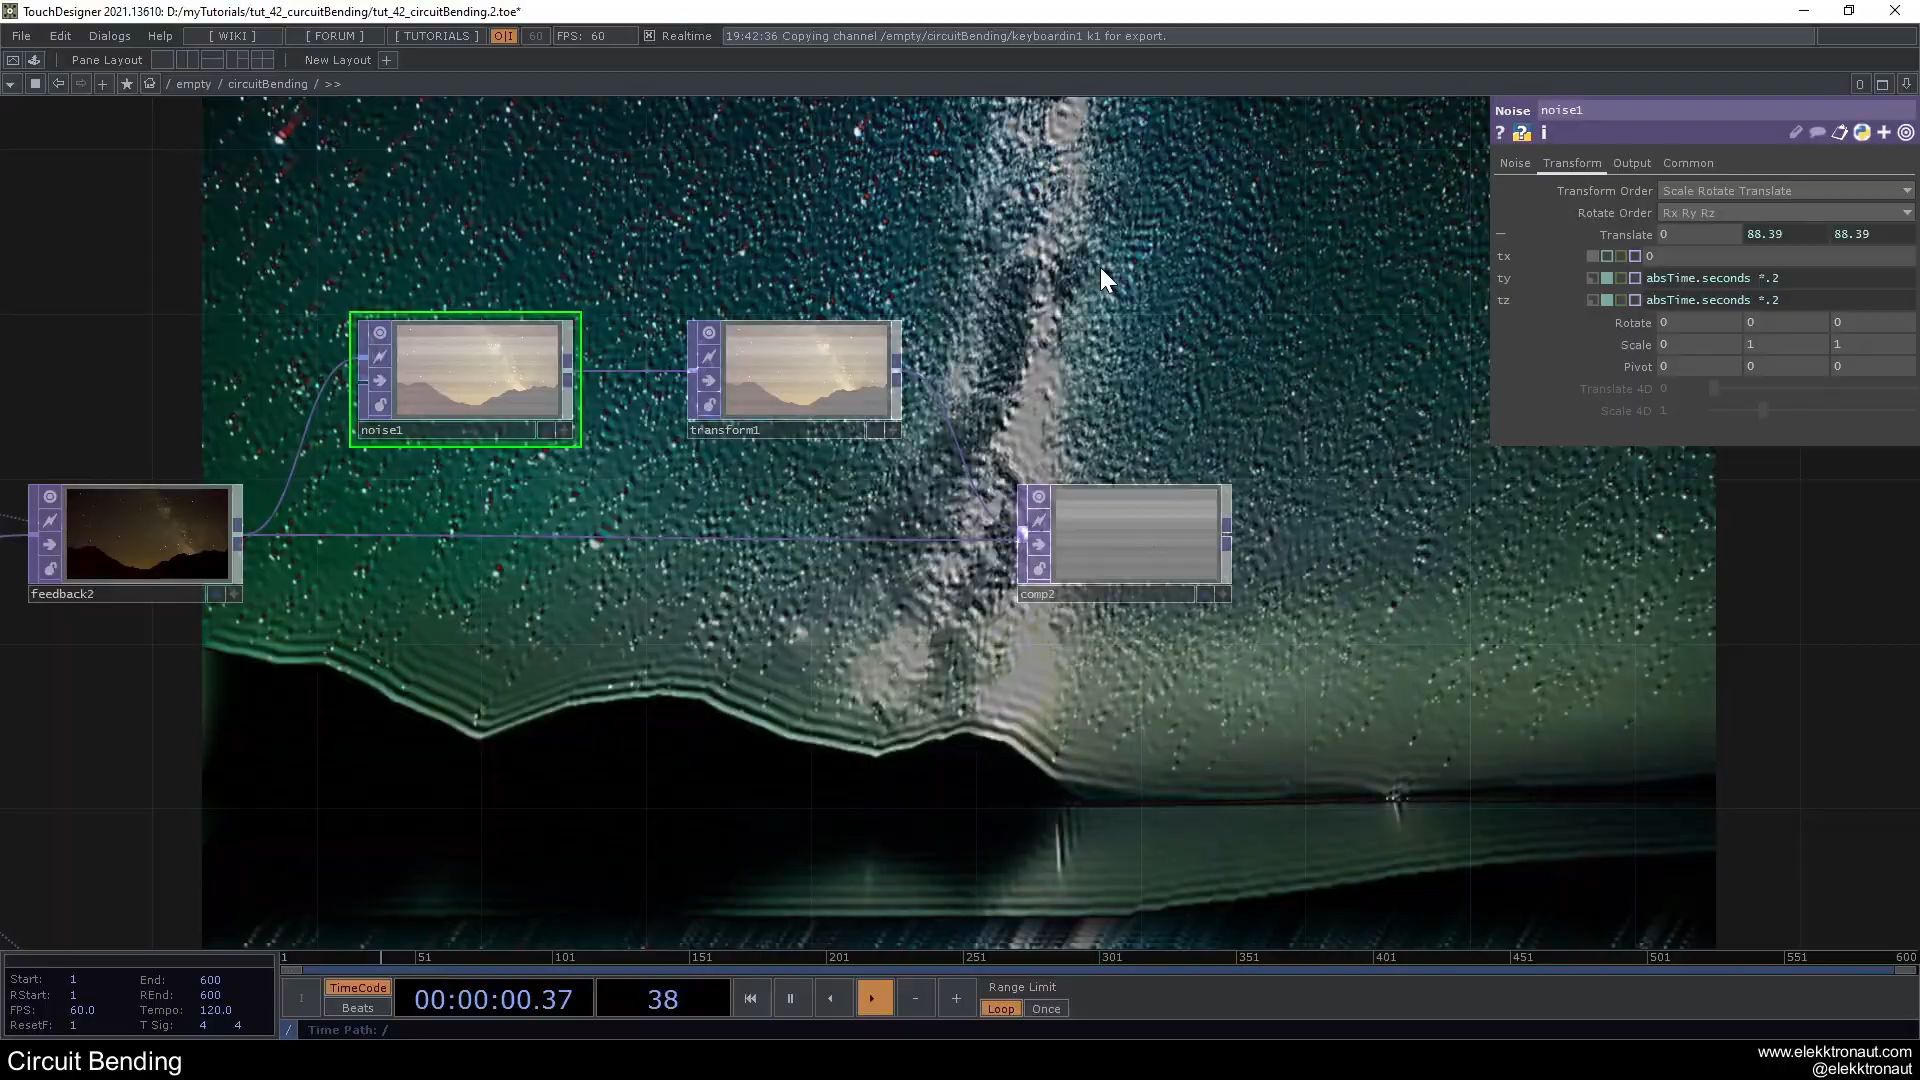 TouchDesigner 2021.13610: D:/myTutorials/tut_42_curcuitBending/tut_42_circuitBending.2.toe*
File Edit Dialogs Help [ WIKI ] [ FORUM ] [ TUTORIALS ] O|I 60 FPS: 60 Realtime 19:42:36 Copying channel /empty/circuitBending/keyboardin1 k1 for export.
Pane Layout New Layout +
/ empty / circuitBending / >> 0
Noise noise1
? ? i
Noise Transform Output Common
Transform Order Scale Rotate Translate
Rotate Order Rx Ry Rz
Translate 0 88.39 88.39
tx 0
ty absTime.seconds *.2
tz absTime.seconds *.2
Rotate 0 0 0
Scale 0 1 1
Pivot 0 0 0
Translate 4D 0
Scale 4D 1
noise1
transform1
feedback2
comp2
1 51 101 151 201 251 301 351 401 451 501 551 600
Start: 1 End: 600
RStart: 1 REnd: 600
FPS: 60.0 Tempo: 120.0
ResetF: 1 T Sig: 4 4
TimeCode
Beats
00:00:00.37
38
- +
Range Limit
Loop Once
/ Time Path: /
Circuit Bending
www.elekktronaut.com
@elekktronaut